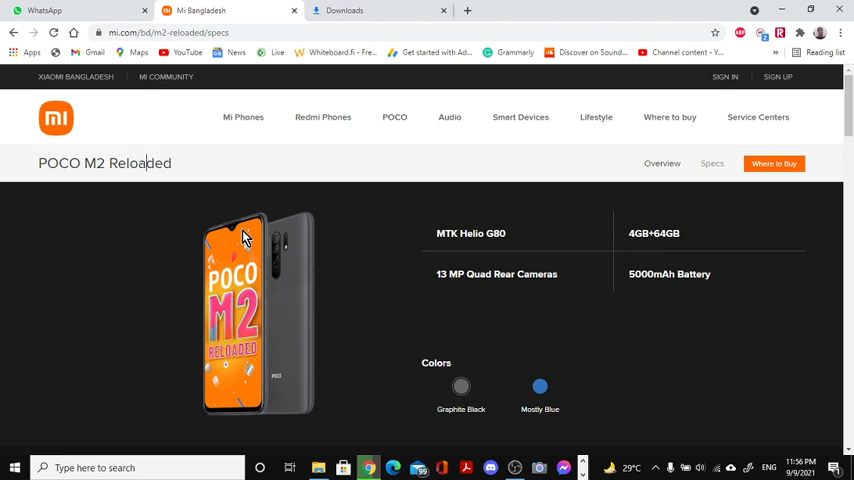 WhatsApp
Mi Bangladesh
Downloads
mi.com/bd/m2-reloaded/specs
Apps
Gmail
Maps
YouTube
News
Live
Whiteboard.fi - Fre...
Get started with Ad...
Grammarly
Discover on Sound...
Channel content - Y...
Reading list
XIAOMI BANGLADESH
MI COMMUNITY
SIGN IN
SIGN UP
Mi Phones
Redmi Phones
POCO
Audio
Smart Devices
Lifestyle
Where to buy
Service Centers
POCO M2 Reloaded
Overview
Specs
Where to Buy
MTK Helio G80
4GB+64GB
13 MP Quad Rear Cameras
5000mAh Battery
POCO
M2
RELOADED
POCO
Colors
Graphite Black
Mostly Blue
Type here to search
99
29°C
ENG
11:56 PM
9/9/2021